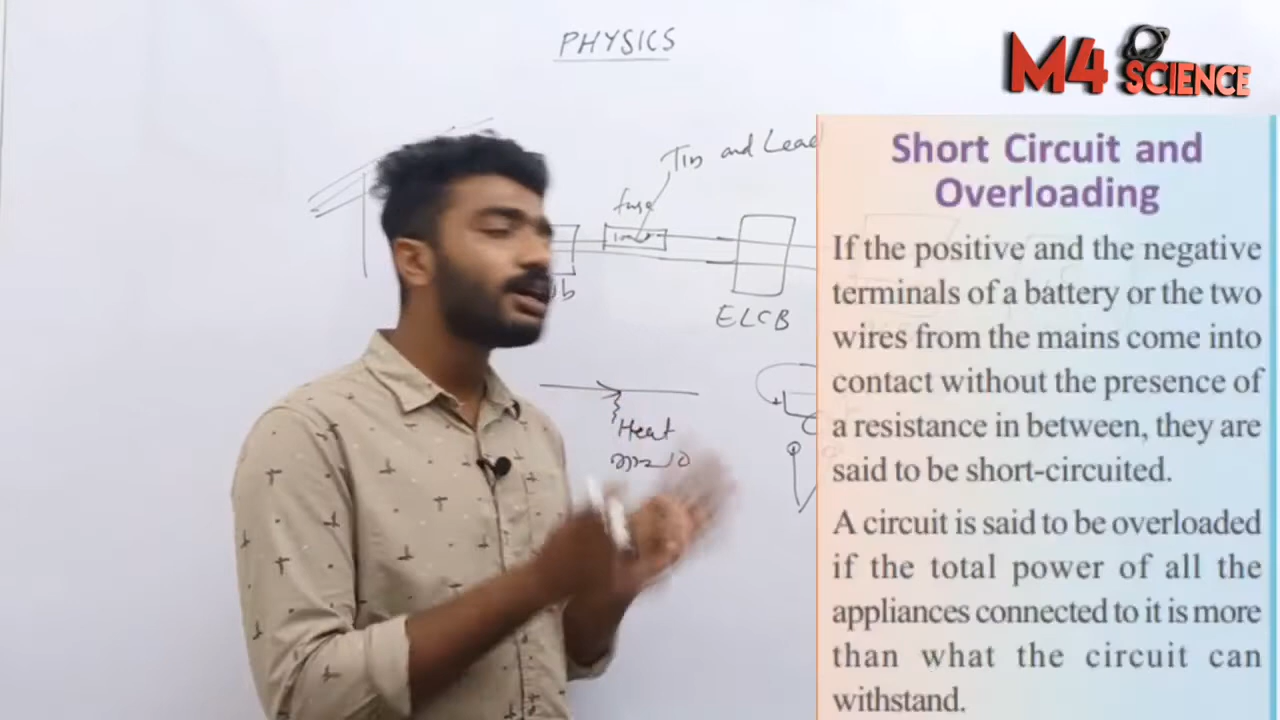 PHYSICS
M4 SCIENCE
Tin and Lead
fuse
ELCB
Heat
Short Circuit and
Overloading
If the positive and the negative
terminals of a battery or the two
wires from the mains come into
contact without the presence of
a resistance in between, they are
said to be short-circuited.
A circuit is said to be overloaded
if the total power of all the
appliances connected to it is more
than what the circuit can
withstand.